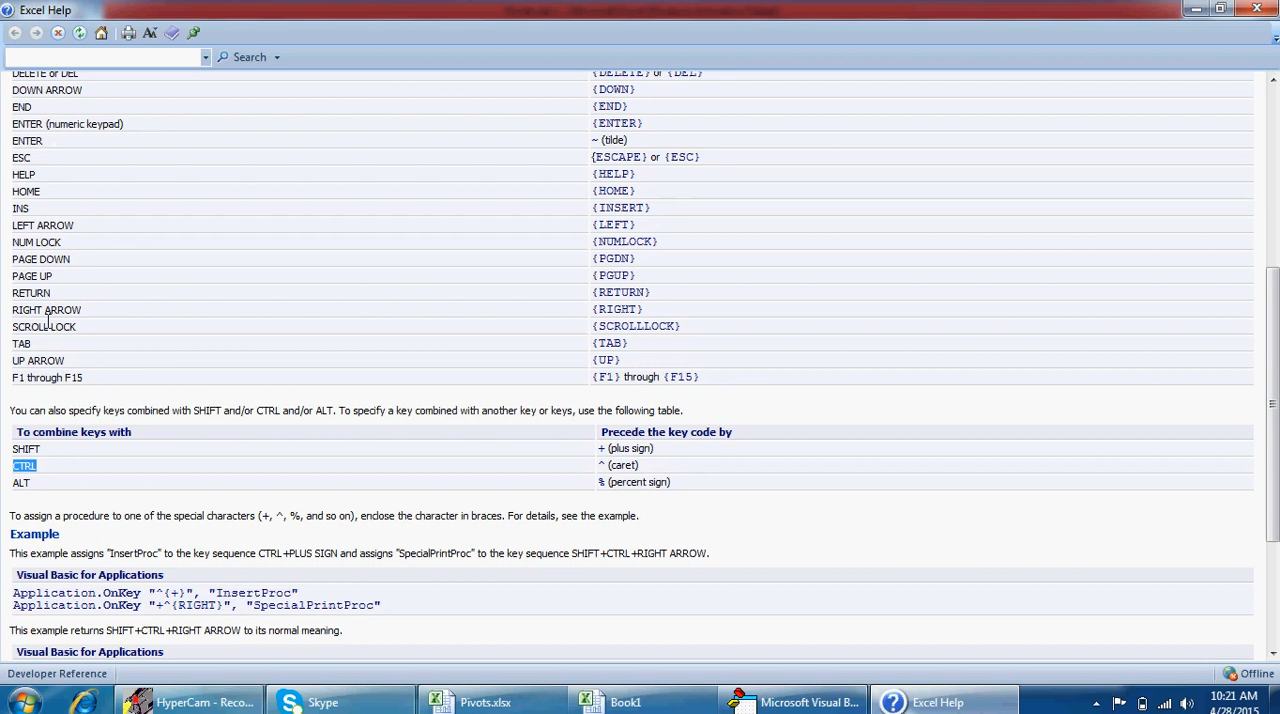 Excel Help
Search
DELETE or DEL {DELETE} or {DEL}
DOWN ARROW {DOWN}
END {END}
ENTER (numeric keypad) {ENTER}
ENTER ~ (tilde)
ESC {ESCAPE} or {ESC}
HELP {HELP}
HOME {HOME}
INS {INSERT}
LEFT ARROW {LEFT}
NUM LOCK {NUMLOCK}
PAGE DOWN {PGDN}
PAGE UP {PGUP}
RETURN {RETURN}
RIGHT ARROW {RIGHT}
SCROLL LOCK {SCROLLLOCK}
TAB {TAB}
UP ARROW {UP}
F1 through F15 {F1} through {F15}
You can also specify keys combined with SHIFT and/or CTRL and/or ALT. To specify a key combined with another key or keys, use the following table.
To combine keys with Precede the key code by
SHIFT + (plus sign)
CTRL ^ (caret)
ALT % (percent sign)
To assign a procedure to one of the special characters (+, ^, %, and so on), enclose the character in braces. For details, see the example.
Example
This example assigns "InsertProc" to the key sequence CTRL+PLUS SIGN and assigns "SpecialPrintProc" to the key sequence SHIFT+CTRL+RIGHT ARROW.
Visual Basic for Applications
Application.OnKey "^{+}", "InsertProc"
Application.OnKey "+^{RIGHT}", "SpecialPrintProc"
This example returns SHIFT+CTRL+RIGHT ARROW to its normal meaning.
Visual Basic for Applications
Developer Reference Offline
HyperCam - Reco... Skype Pivots.xlsx Book1 Microsoft Visual B... Excel Help 10:21 AM
4/28/2015